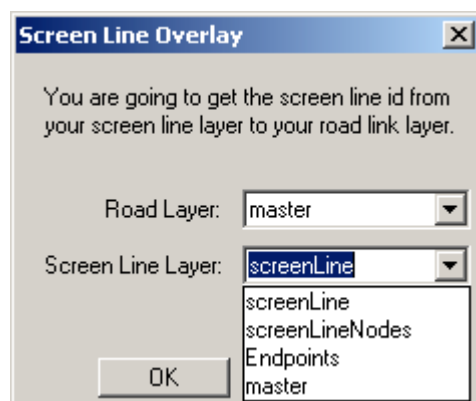 Screen Line Overlay
You are going to get the screen line id from
your screen line layer to your road link layer.
Road Layer: master
Screen Line Layer: screenLine
screenLine
screenLineNodes
Endpoints
master
OK